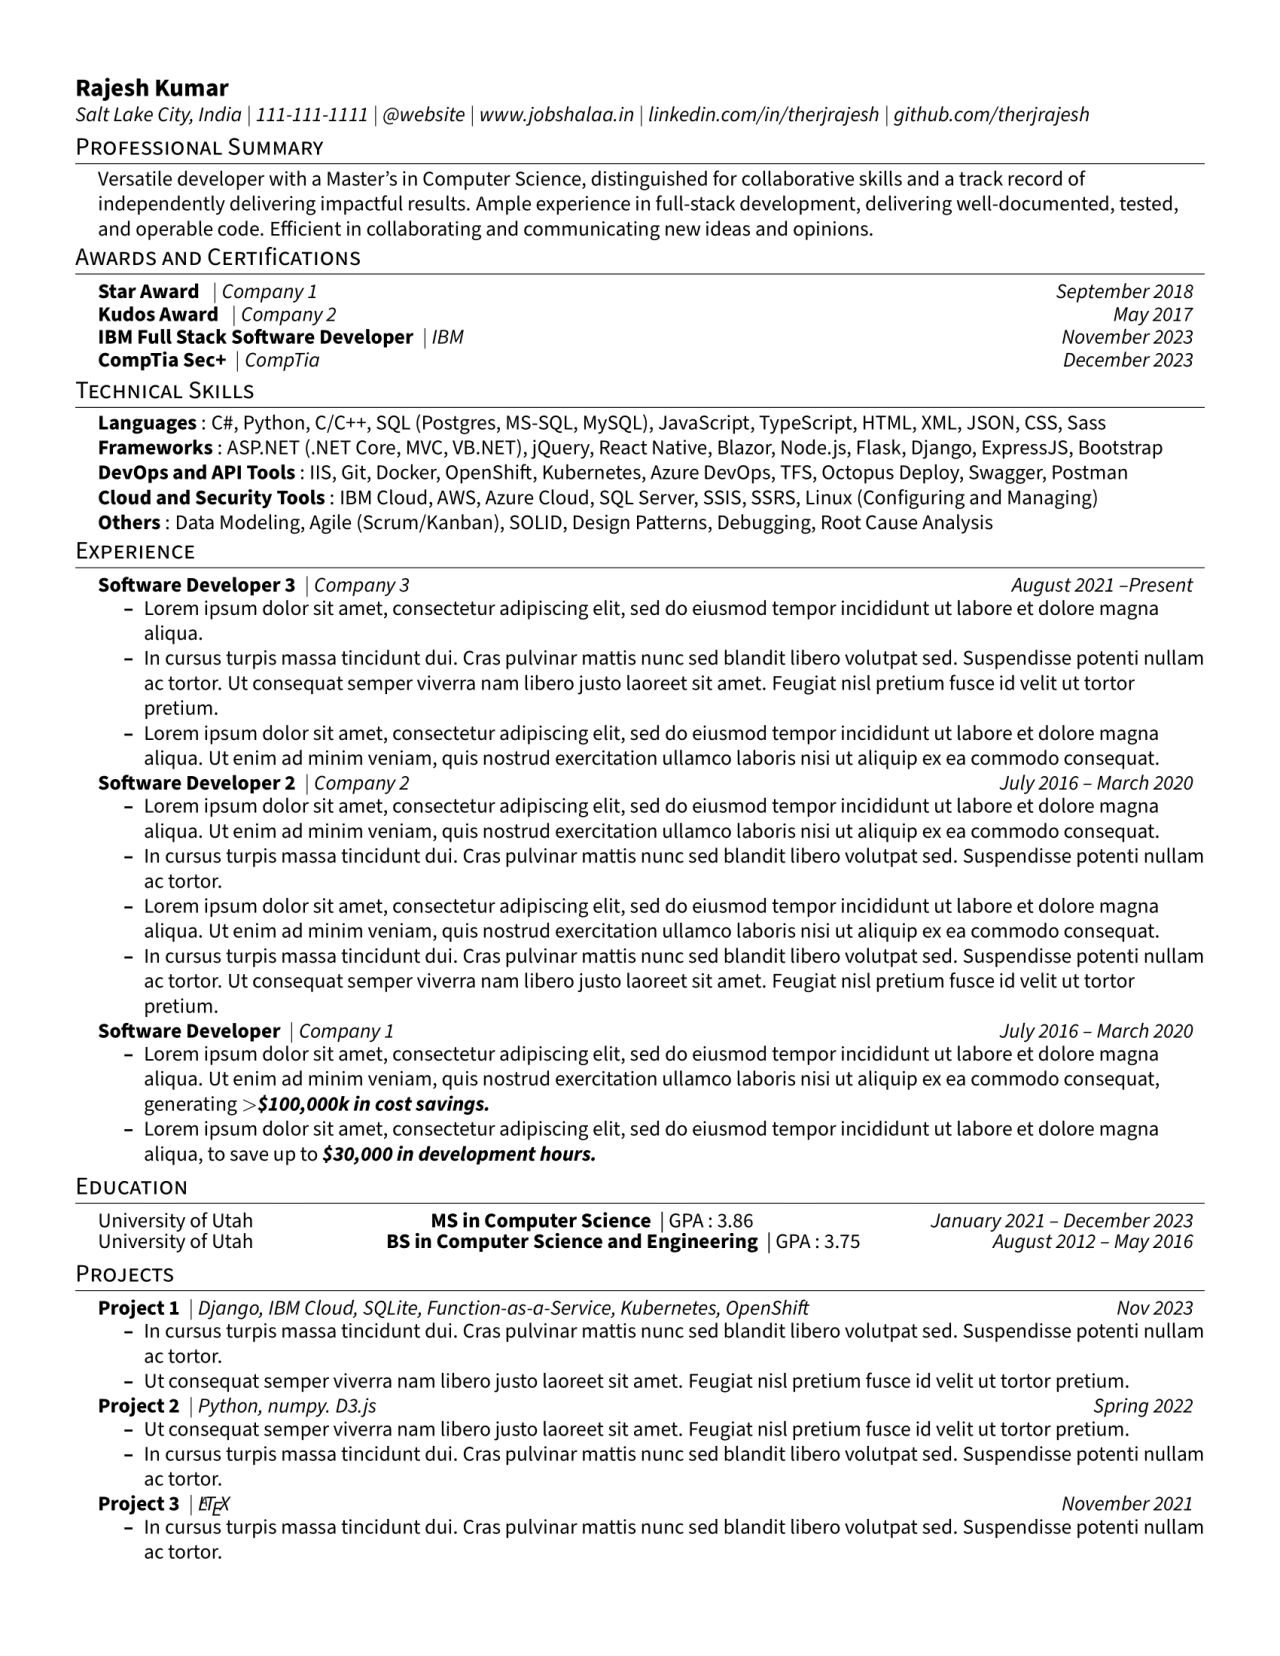 Rajesh Kumar
Salt Lake City, India | 111-111-1111 | @website | www.jobshalaa.in | linkedin.com/in/therjrajesh | github.com/therjrajesh
Professional Summary
Versatile developer with a Master’s in Computer Science, distinguished for collaborative skills and a track record of
independently delivering impactful results. Ample experience in full-stack development, delivering well-documented, tested,
and operable code. Efficient in collaborating and communicating new ideas and opinions.
Awards and Certifications
Star Award | Company 1 September 2018
Kudos Award | Company 2 May 2017
IBM Full Stack Software Developer | IBM November 2023
CompTia Sec+ | CompTia December 2023
Technical Skills
Languages : C#, Python, C/C++, SQL (Postgres, MS-SQL, MySQL), JavaScript, TypeScript, HTML, XML, JSON, CSS, Sass
Frameworks : ASP.NET (.NET Core, MVC, VB.NET), jQuery, React Native, Blazor, Node.js, Flask, Django, ExpressJS, Bootstrap
DevOps and API Tools : IIS, Git, Docker, OpenShift, Kubernetes, Azure DevOps, TFS, Octopus Deploy, Swagger, Postman
Cloud and Security Tools : IBM Cloud, AWS, Azure Cloud, SQL Server, SSIS, SSRS, Linux (Configuring and Managing)
Others : Data Modeling, Agile (Scrum/Kanban), SOLID, Design Patterns, Debugging, Root Cause Analysis
Experience
Software Developer 3 | Company 3 August 2021 –Present
– Lorem ipsum dolor sit amet, consectetur adipiscing elit, sed do eiusmod tempor incididunt ut labore et dolore magna
aliqua.
– In cursus turpis massa tincidunt dui. Cras pulvinar mattis nunc sed blandit libero volutpat sed. Suspendisse potenti nullam
ac tortor. Ut consequat semper viverra nam libero justo laoreet sit amet. Feugiat nisl pretium fusce id velit ut tortor
pretium.
– Lorem ipsum dolor sit amet, consectetur adipiscing elit, sed do eiusmod tempor incididunt ut labore et dolore magna
aliqua. Ut enim ad minim veniam, quis nostrud exercitation ullamco laboris nisi ut aliquip ex ea commodo consequat.
Software Developer 2 | Company 2 July 2016 – March 2020
– Lorem ipsum dolor sit amet, consectetur adipiscing elit, sed do eiusmod tempor incididunt ut labore et dolore magna
aliqua. Ut enim ad minim veniam, quis nostrud exercitation ullamco laboris nisi ut aliquip ex ea commodo consequat.
– In cursus turpis massa tincidunt dui. Cras pulvinar mattis nunc sed blandit libero volutpat sed. Suspendisse potenti nullam
ac tortor.
– Lorem ipsum dolor sit amet, consectetur adipiscing elit, sed do eiusmod tempor incididunt ut labore et dolore magna
aliqua. Ut enim ad minim veniam, quis nostrud exercitation ullamco laboris nisi ut aliquip ex ea commodo consequat.
– In cursus turpis massa tincidunt dui. Cras pulvinar mattis nunc sed blandit libero volutpat sed. Suspendisse potenti nullam
ac tortor. Ut consequat semper viverra nam libero justo laoreet sit amet. Feugiat nisl pretium fusce id velit ut tortor
pretium.
Software Developer | Company 1 July 2016 – March 2020
– Lorem ipsum dolor sit amet, consectetur adipiscing elit, sed do eiusmod tempor incididunt ut labore et dolore magna
aliqua. Ut enim ad minim veniam, quis nostrud exercitation ullamco laboris nisi ut aliquip ex ea commodo consequat,
generating >$100,000k in cost savings.
– Lorem ipsum dolor sit amet, consectetur adipiscing elit, sed do eiusmod tempor incididunt ut labore et dolore magna
aliqua, to save up to $30,000 in development hours.
Education
University of Utah MS in Computer Science | GPA : 3.86 January 2021 – December 2023
University of Utah BS in Computer Science and Engineering | GPA : 3.75 August 2012 – May 2016
Projects
Project 1 | Django, IBM Cloud, SQLite, Function-as-a-Service, Kubernetes, OpenShift Nov 2023
– In cursus turpis massa tincidunt dui. Cras pulvinar mattis nunc sed blandit libero volutpat sed. Suspendisse potenti nullam
ac tortor.
– Ut consequat semper viverra nam libero justo laoreet sit amet. Feugiat nisl pretium fusce id velit ut tortor pretium.
Project 2 | Python, numpy. D3.js Spring 2022
– Ut consequat semper viverra nam libero justo laoreet sit amet. Feugiat nisl pretium fusce id velit ut tortor pretium.
– In cursus turpis massa tincidunt dui. Cras pulvinar mattis nunc sed blandit libero volutpat sed. Suspendisse potenti nullam
ac tortor.
Project 3 | LATEX November 2021
– In cursus turpis massa tincidunt dui. Cras pulvinar mattis nunc sed blandit libero volutpat sed. Suspendisse potenti nullam
ac tortor.